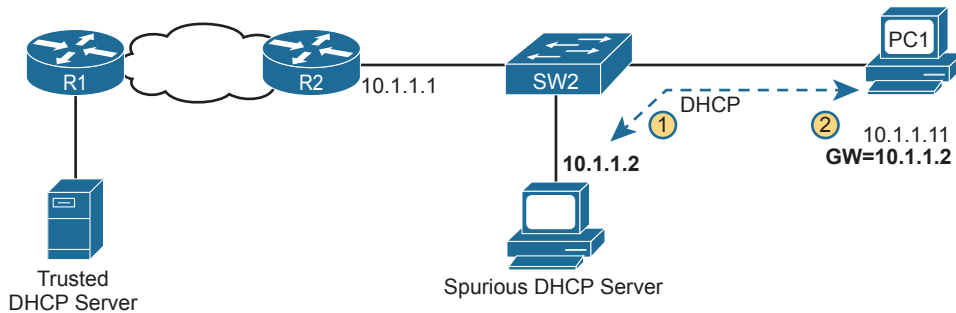 PC1
R1
R2
10.1.1.1
SW2
DHCP
1
2
10.1.1.11
GW=10.1.1.2
10.1.1.2
Trusted
DHCP Server
Spurious DHCP Server